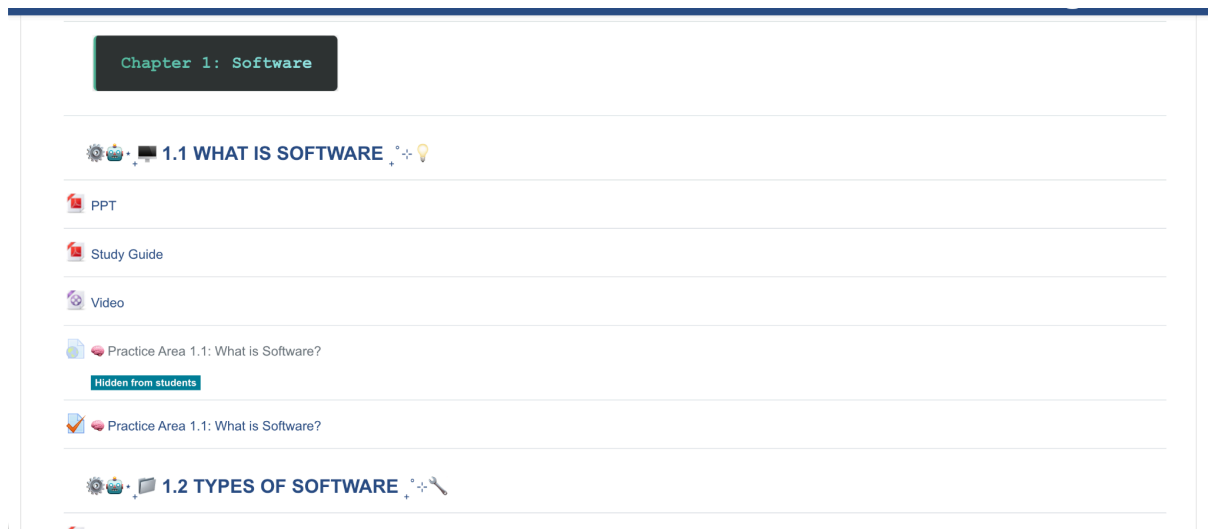 Chapter 1: Software
1.1 WHAT IS SOFTWARE
PPT
Study Guide
Video
Practice Area 1.1: What is Software?
Hidden from students
Practice Area 1.1: What is Software?
1.2 TYPES OF SOFTWARE